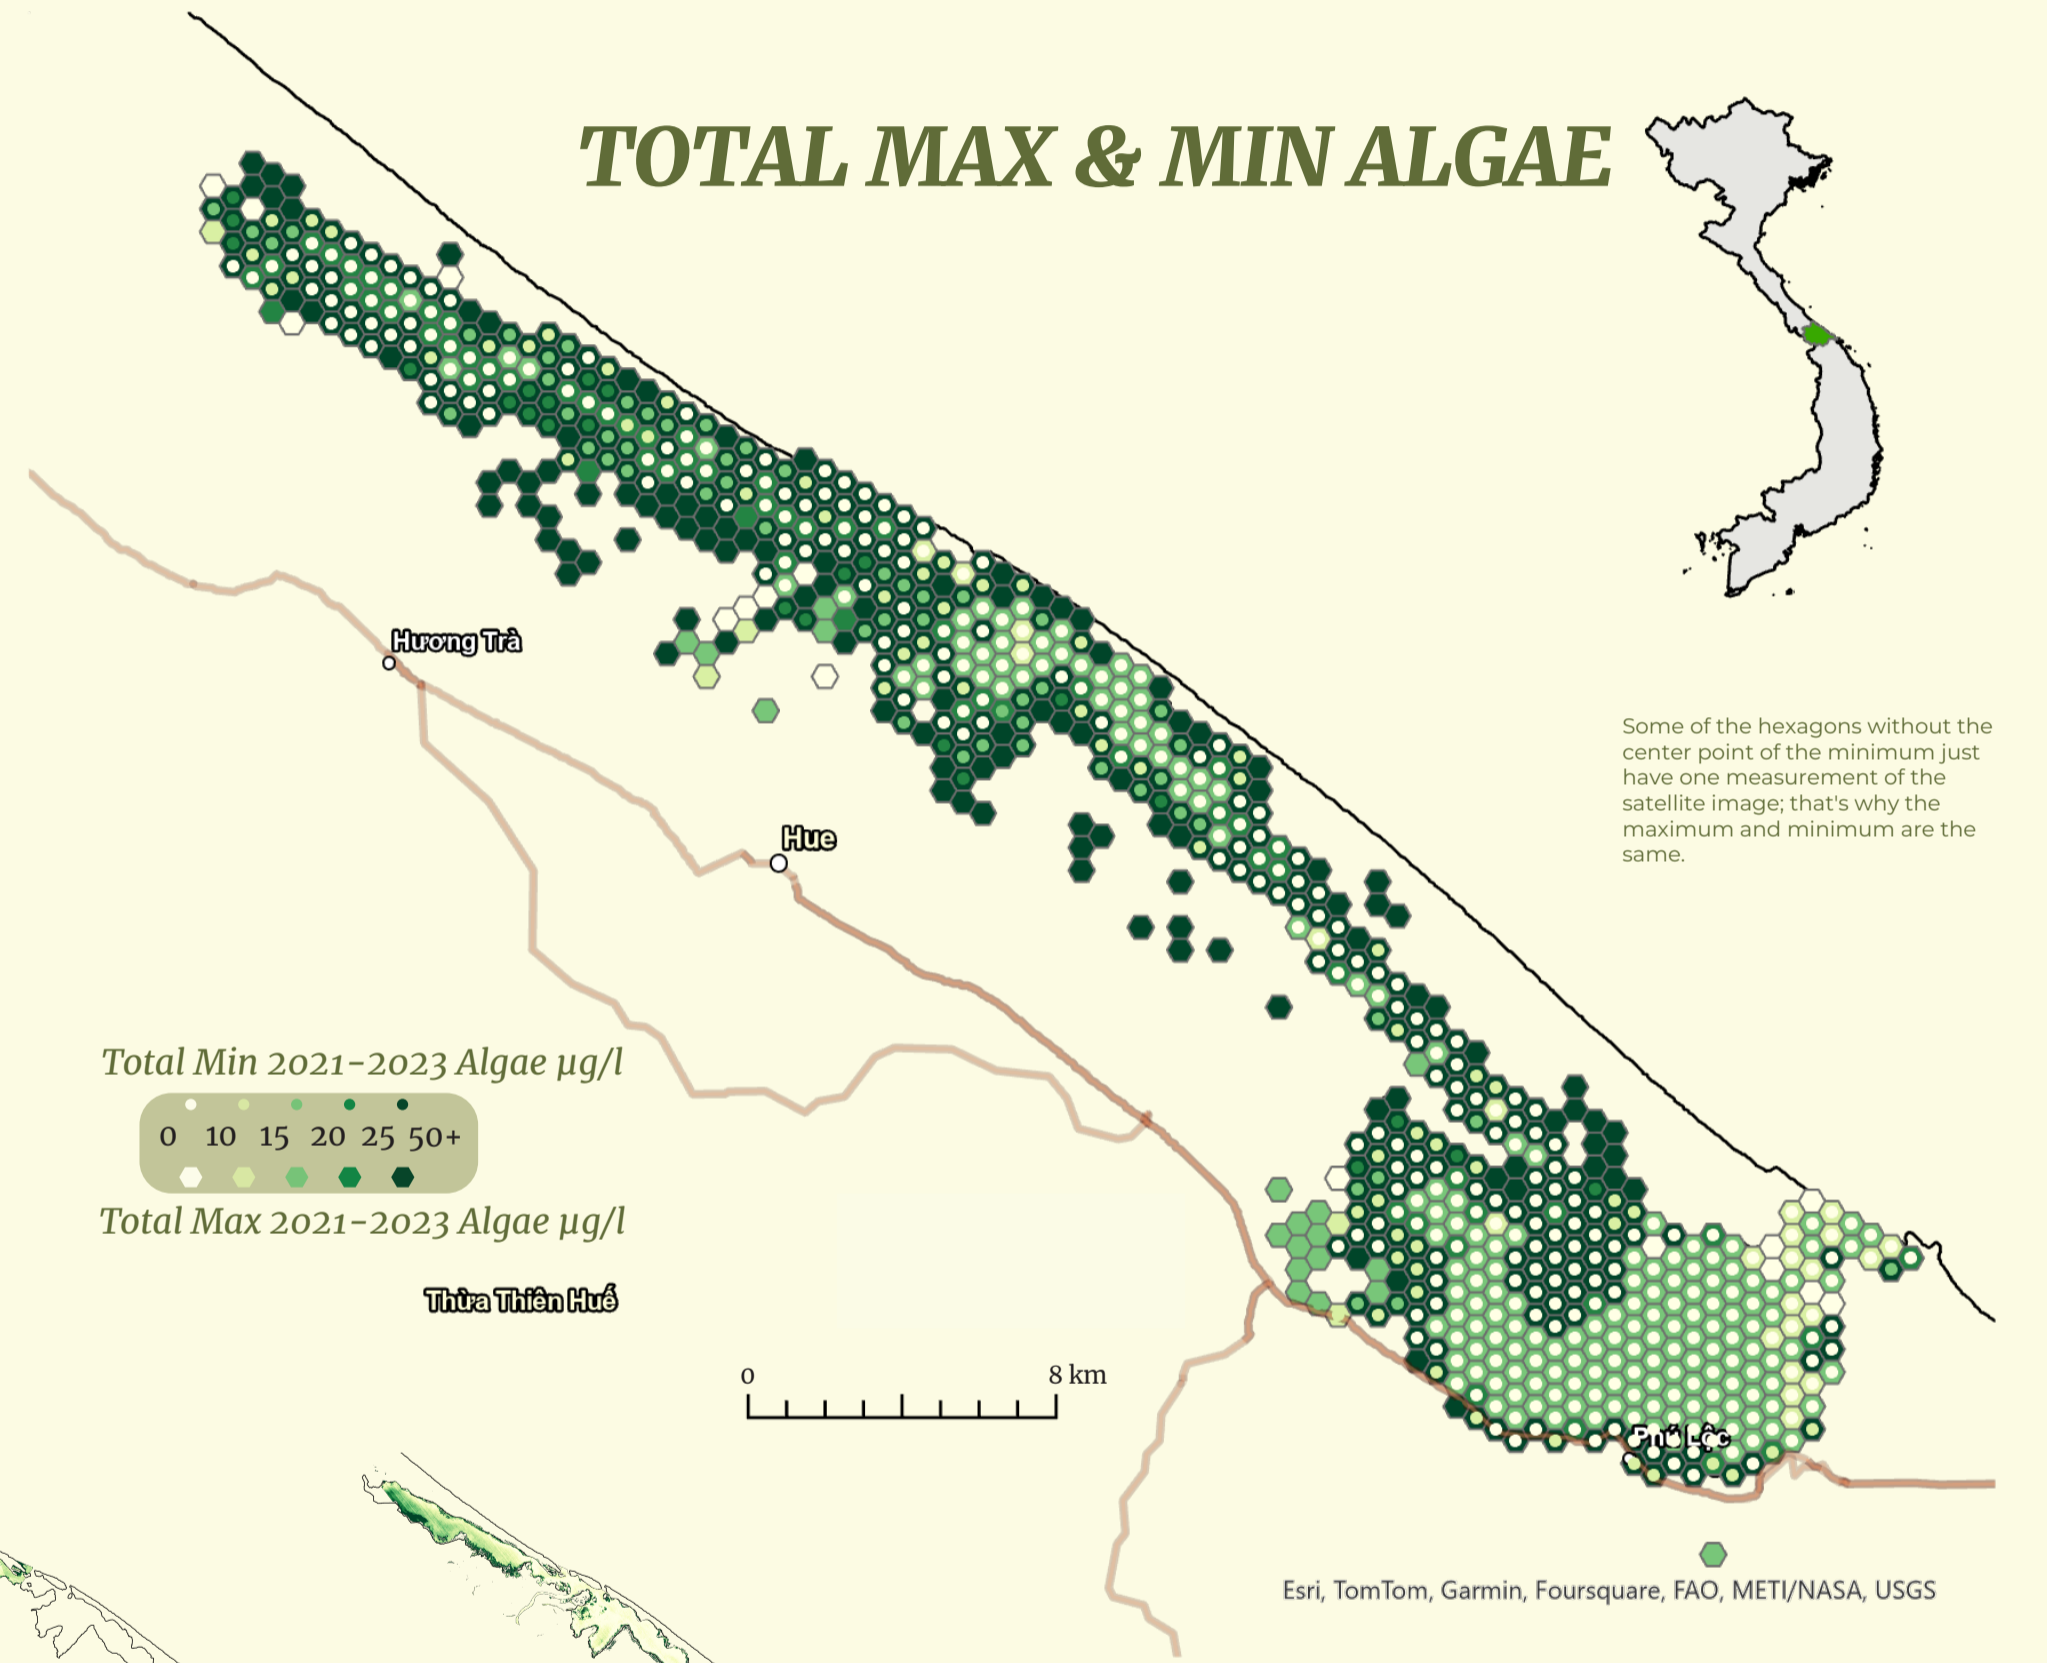 TOTAL MAX & MIN ALGAE
Hương Trà
Some of the hexagons without the
center point of the minimum just
have one measurement of the
satellite image; that's why the
maximum and minimum are the
same.
Hue
Total Min 2021-2023 Algae µg/l
0 10 15 20 25 50+
Total Max 2021-2023 Algae µg/l
Thừa Thiên Huế
0 8 km
Phú Lộc
Esri, TomTom, Garmin, Foursquare, FAO, METI/NASA, USGS